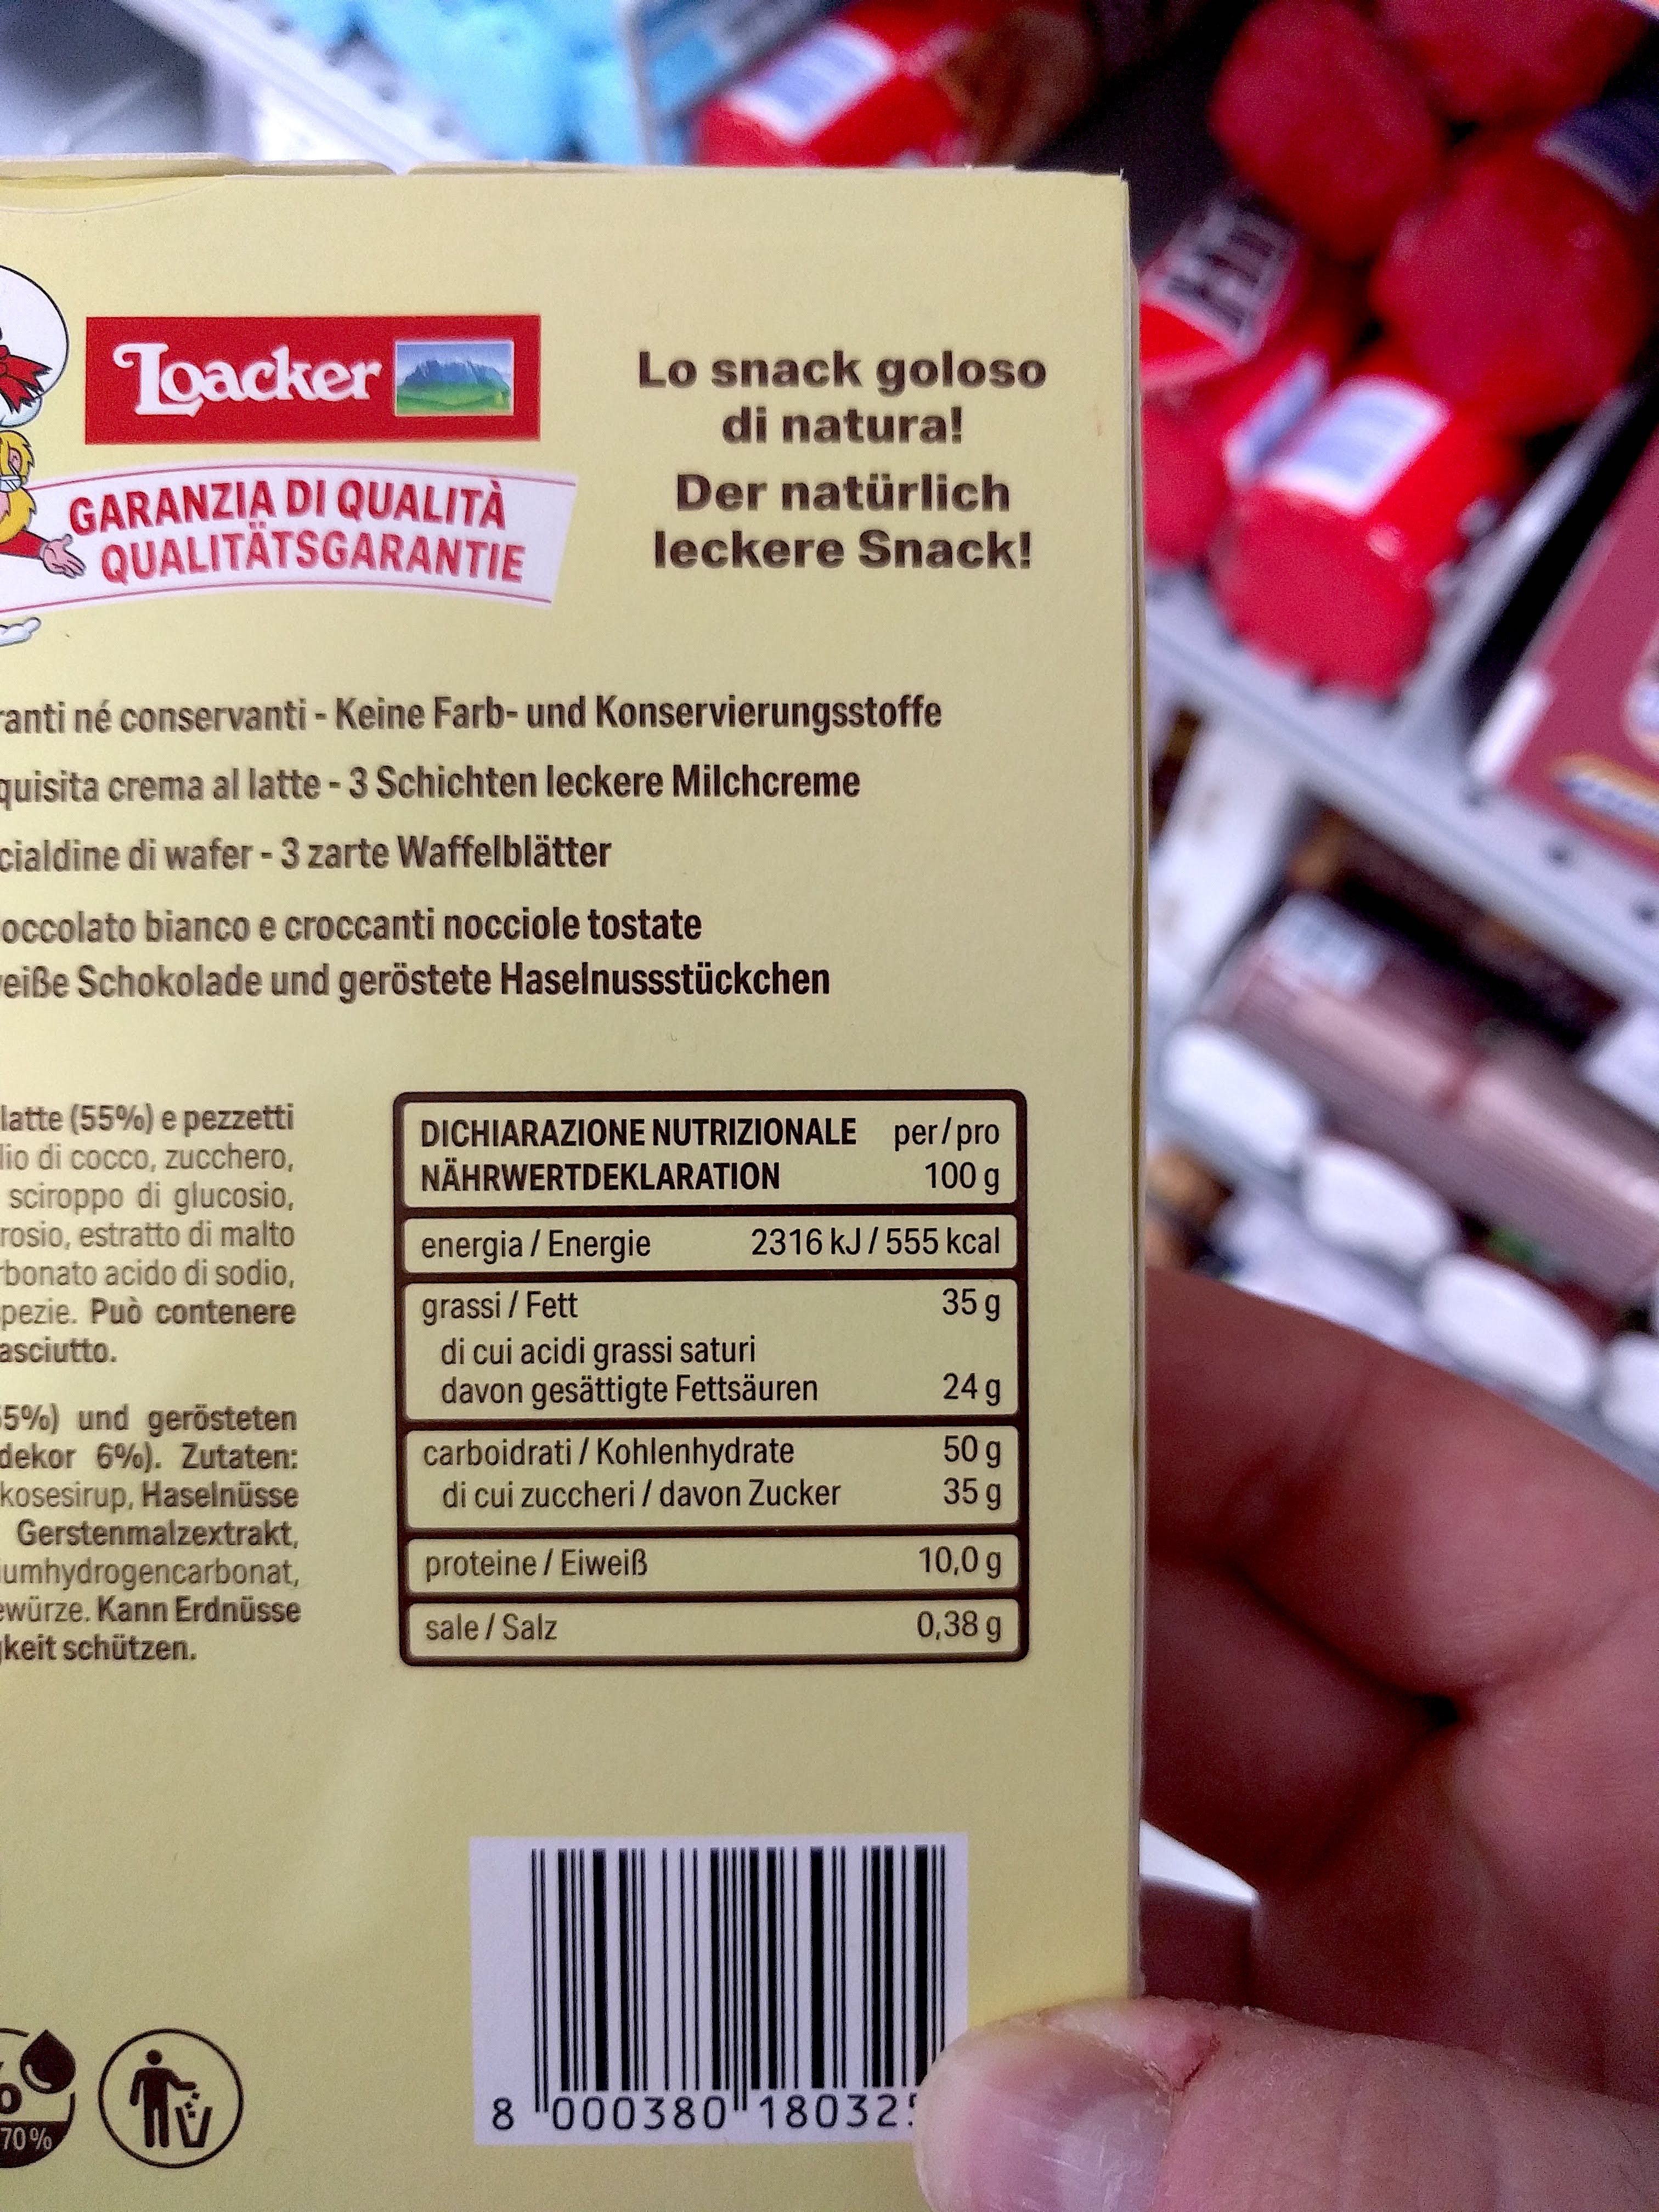 Loacker
GARANZIA DI QUALITÀ
QUALITÄTSGARANTIE
Lo snack goloso
di natura!
Der natürlich
leckere Snack!
ranti né conservanti - Keine Farb- und Konservierungsstoffe
quisita crema al latte - 3 Schichten leckere Milchcreme
cialdine di wafer - 3 zarte Waffelblätter
occolato bianco e croccanti nocciole tostate
eiße Schokolade und geröstete Haselnussstückchen
latte (55%) e pezzetti
lio di cocco, zucchero,
sciroppo di glucosio,
rosio, estratto di malto
rbonato acido di sodio,
pezie. Può contenere
asciutto.
5%) und gerösteten
dekor 6%). Zutaten:
kosesirup, Haselnüsse
Gerstenmalzextrakt,
iumhydrogencarbonat,
ewürze. Kann Erdnüsse
gkeit schützen.
DICHIARAZIONE NUTRIZIONALE per/pro
NÄHRWERTDEKLARATION 100 g
energia / Energie 2316 kJ / 555 kcal
grassi / Fett 35 g
di cui acidi grassi saturi
davon gesättigte Fettsäuren 24 g
carboidrati / Kohlenhydrate 50 g
di cui zuccheri / davon Zucker 35 g
proteine / Eiweiß 10,0 g
sale / Salz 0,38 g
8 000380 18032
70%